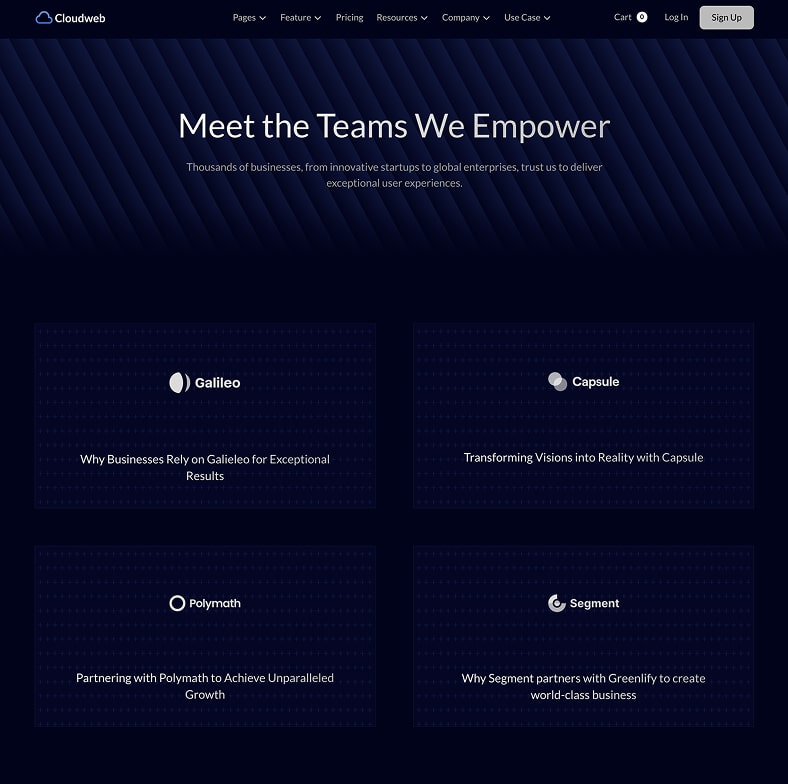 Cloudweb
Pages Feature Pricing Resources Company Use Case
Cart 0 Log In Sign Up
Meet the Teams We Empower
Thousands of businesses, from innovative startups to global enterprises, trust us to deliver
exceptional user experiences.
Galileo
Why Businesses Rely on Galieleo for Exceptional
Results
Capsule
Transforming Visions into Reality with Capsule
Polymath
Partnering with Polymath to Achieve Unparalleled
Growth
Segment
Why Segment partners with Greenlify to create
world-class business